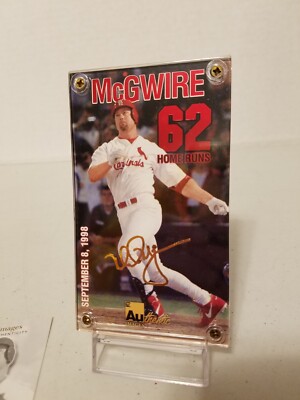 McGWIRE
62
HOME RUNS
Cardinals
SEPTEMBER 8, 1998
Au